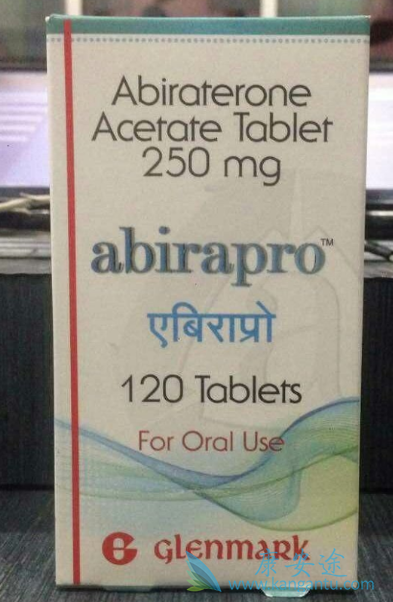 Abiraterone
Acetate Tablet
250 mg
abirapro™
एबिराप्रो
120 Tablets
For Oral Use
G glenmark
康安途
www.kangantu.com